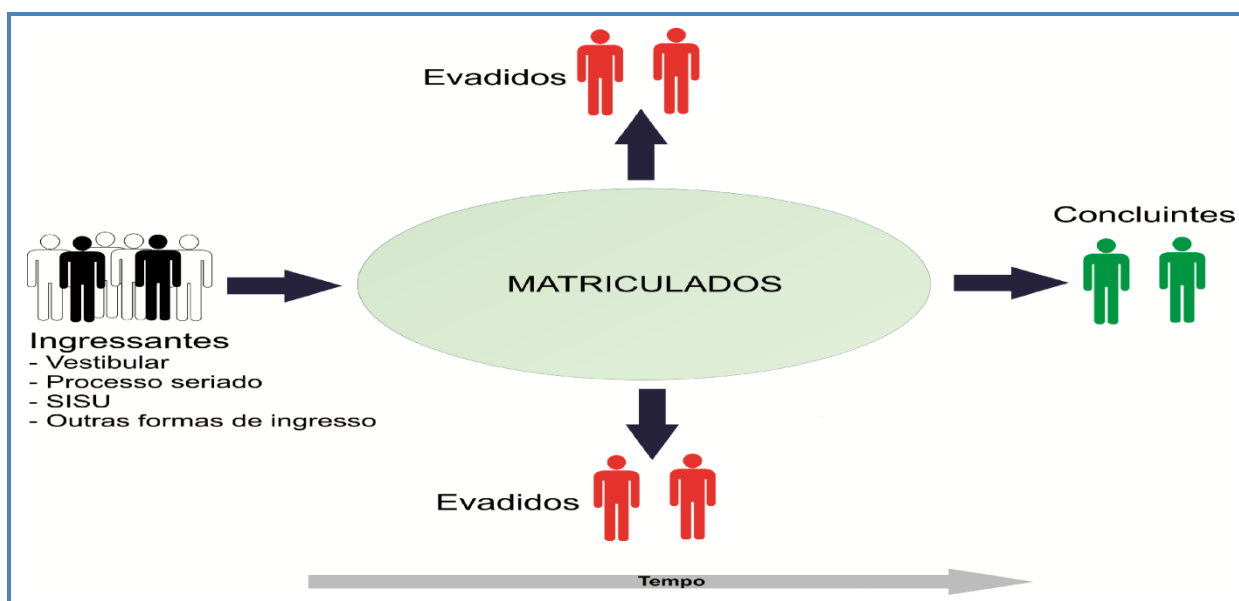 Evadidos
Concluintes
MATRICULADOS
Ingressantes
- Vestibular
- Processo seriado
- SISU
- Outras formas de ingresso
Evadidos
Tempo